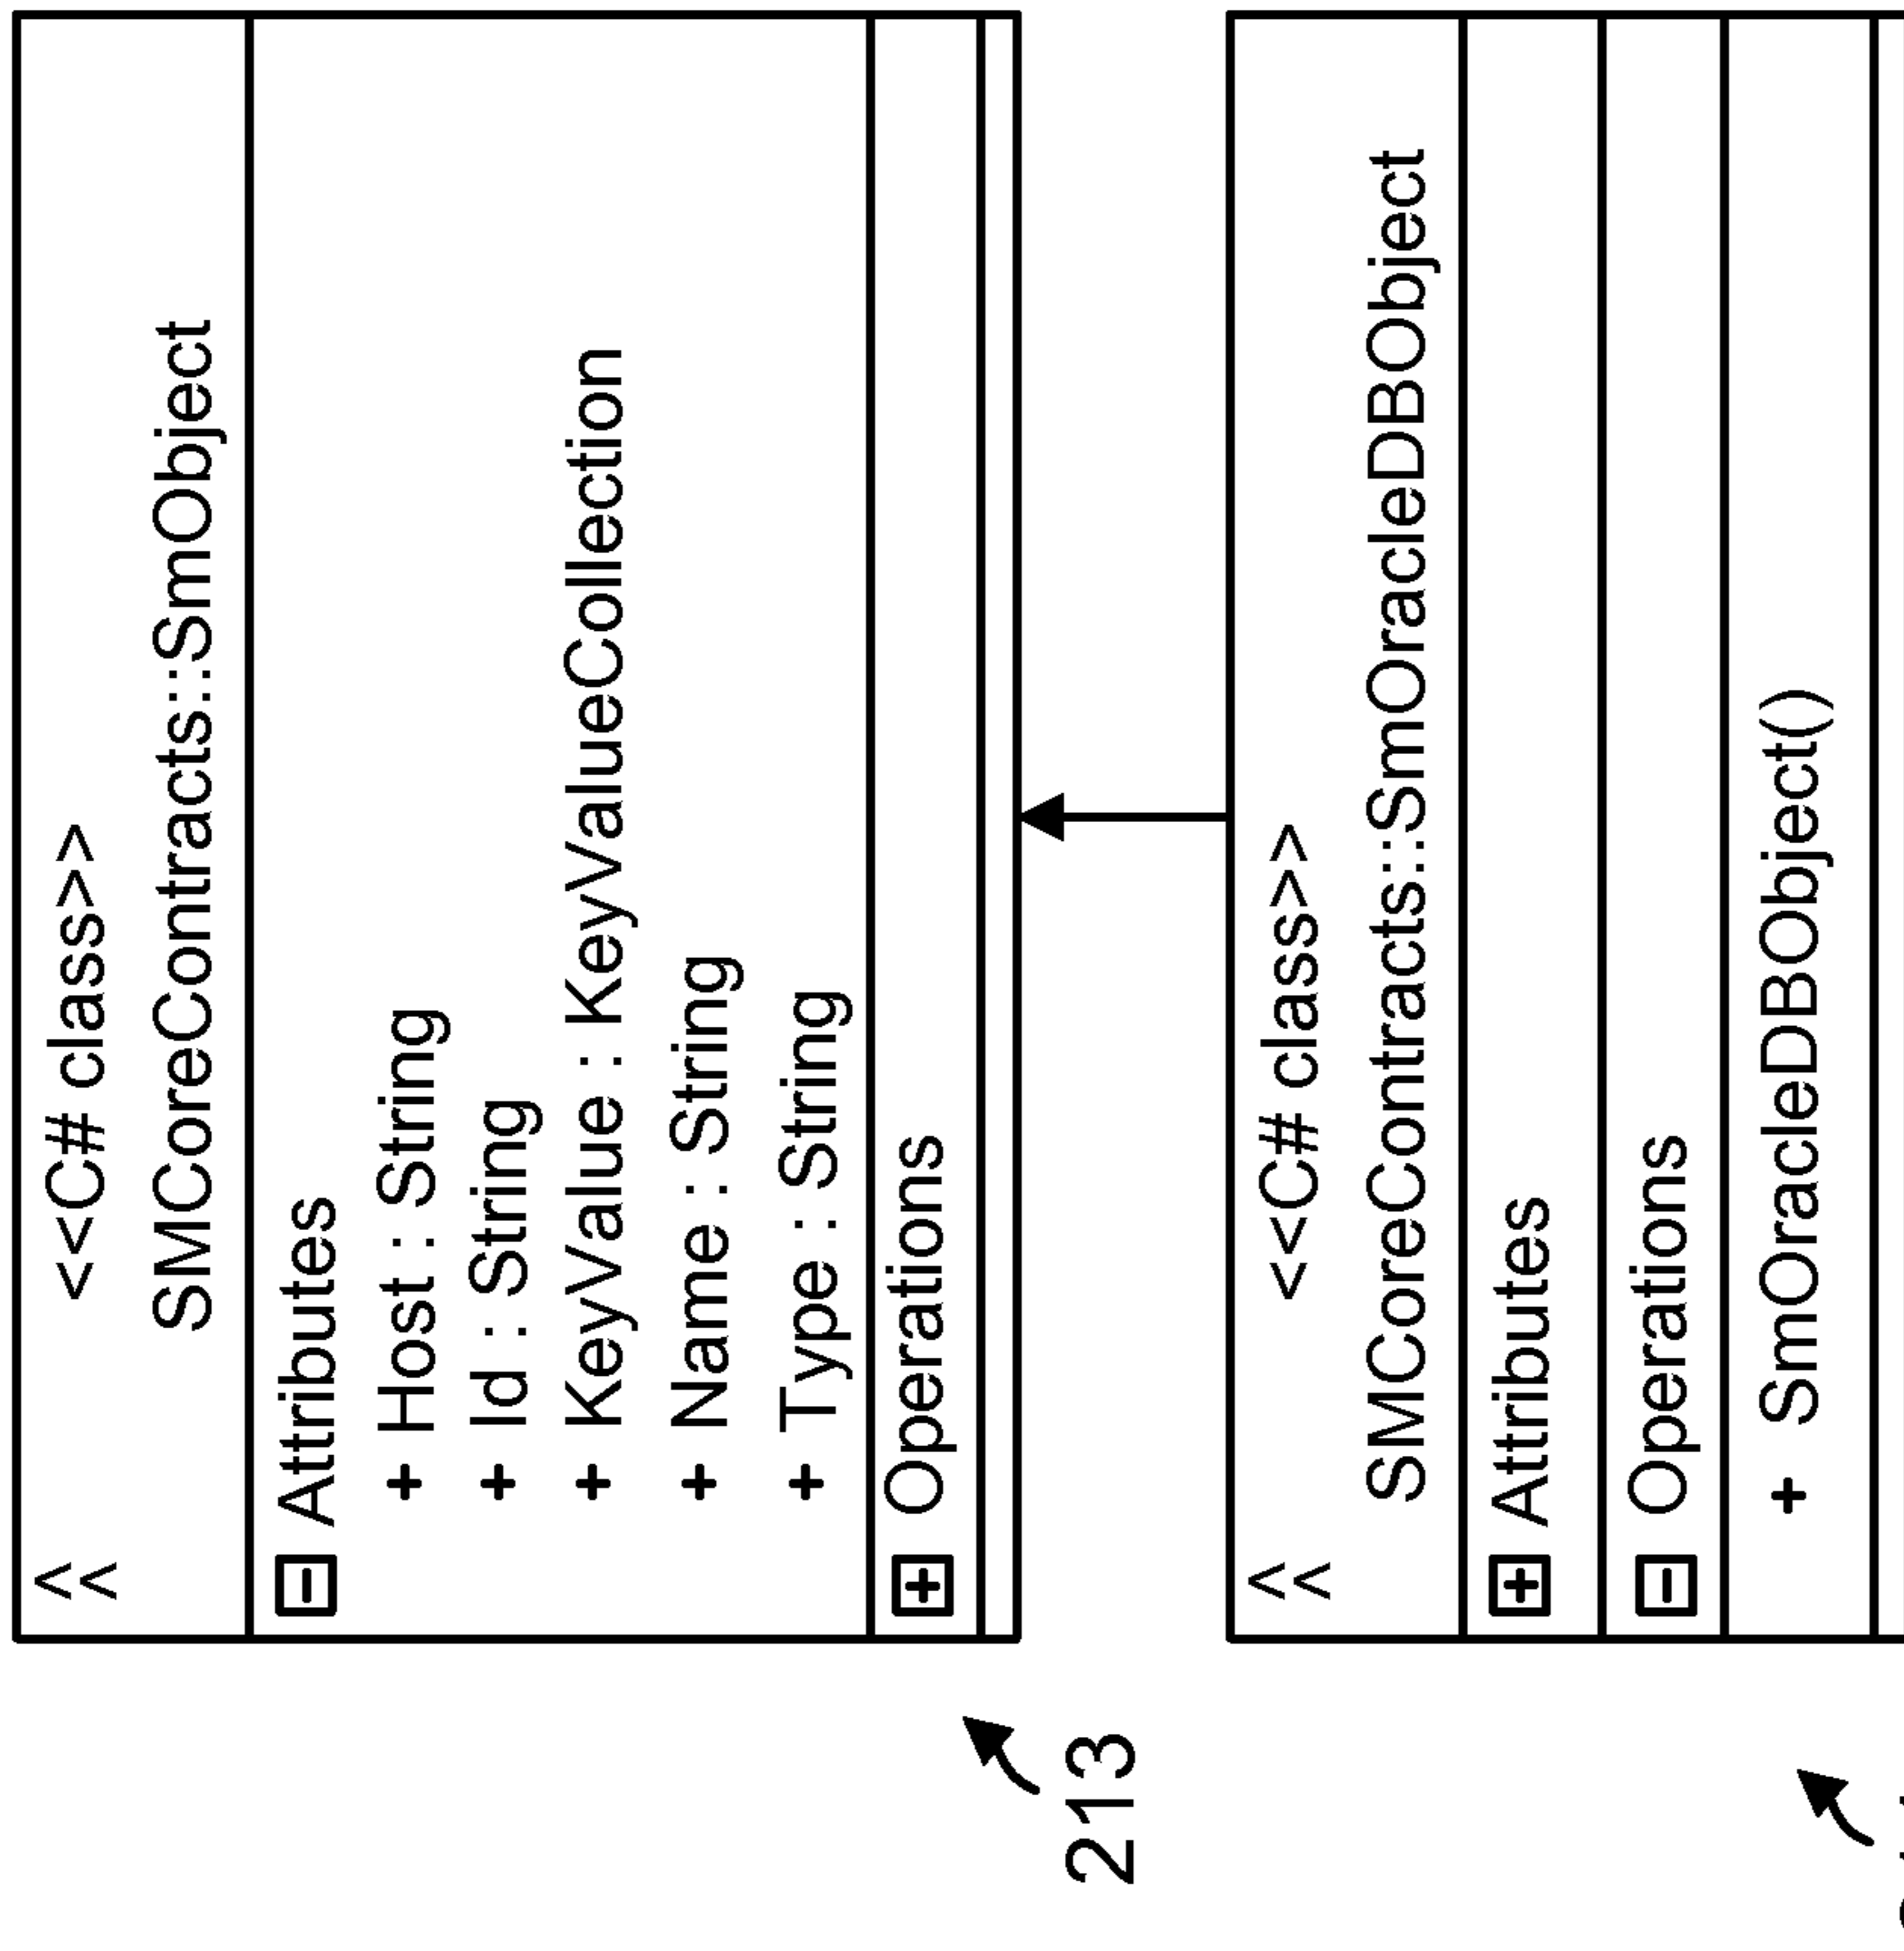 <<
<<C# class>>
SMCoreContracts::SmObject
Attributes
+ Host : String
+ Id : String
+ KeyValue : KeyValueCollection
+ Name : String
+ Type : String
Operations
213
<<
<<C# class>>
SMCoreContracts::SmOracleDBObject
Attributes
Operations
+ SmOracleDBObject()